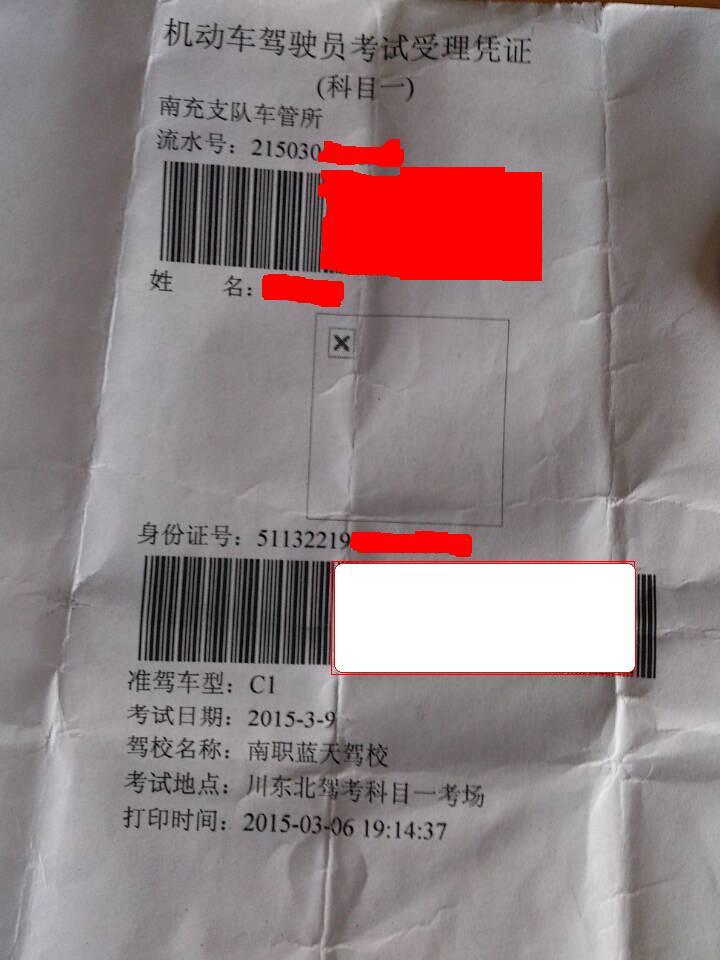 机动车驾驶员考试受理凭证
(科目一)
南充支队车管所
流水号：215030
姓 名：
身份证号：51132219
准驾车型：C1
考试日期：2015-3-9
驾校名称：南职蓝天驾校
考试地点：川东北驾考科目一考场
打印时间：2015-03-06 19:14:37